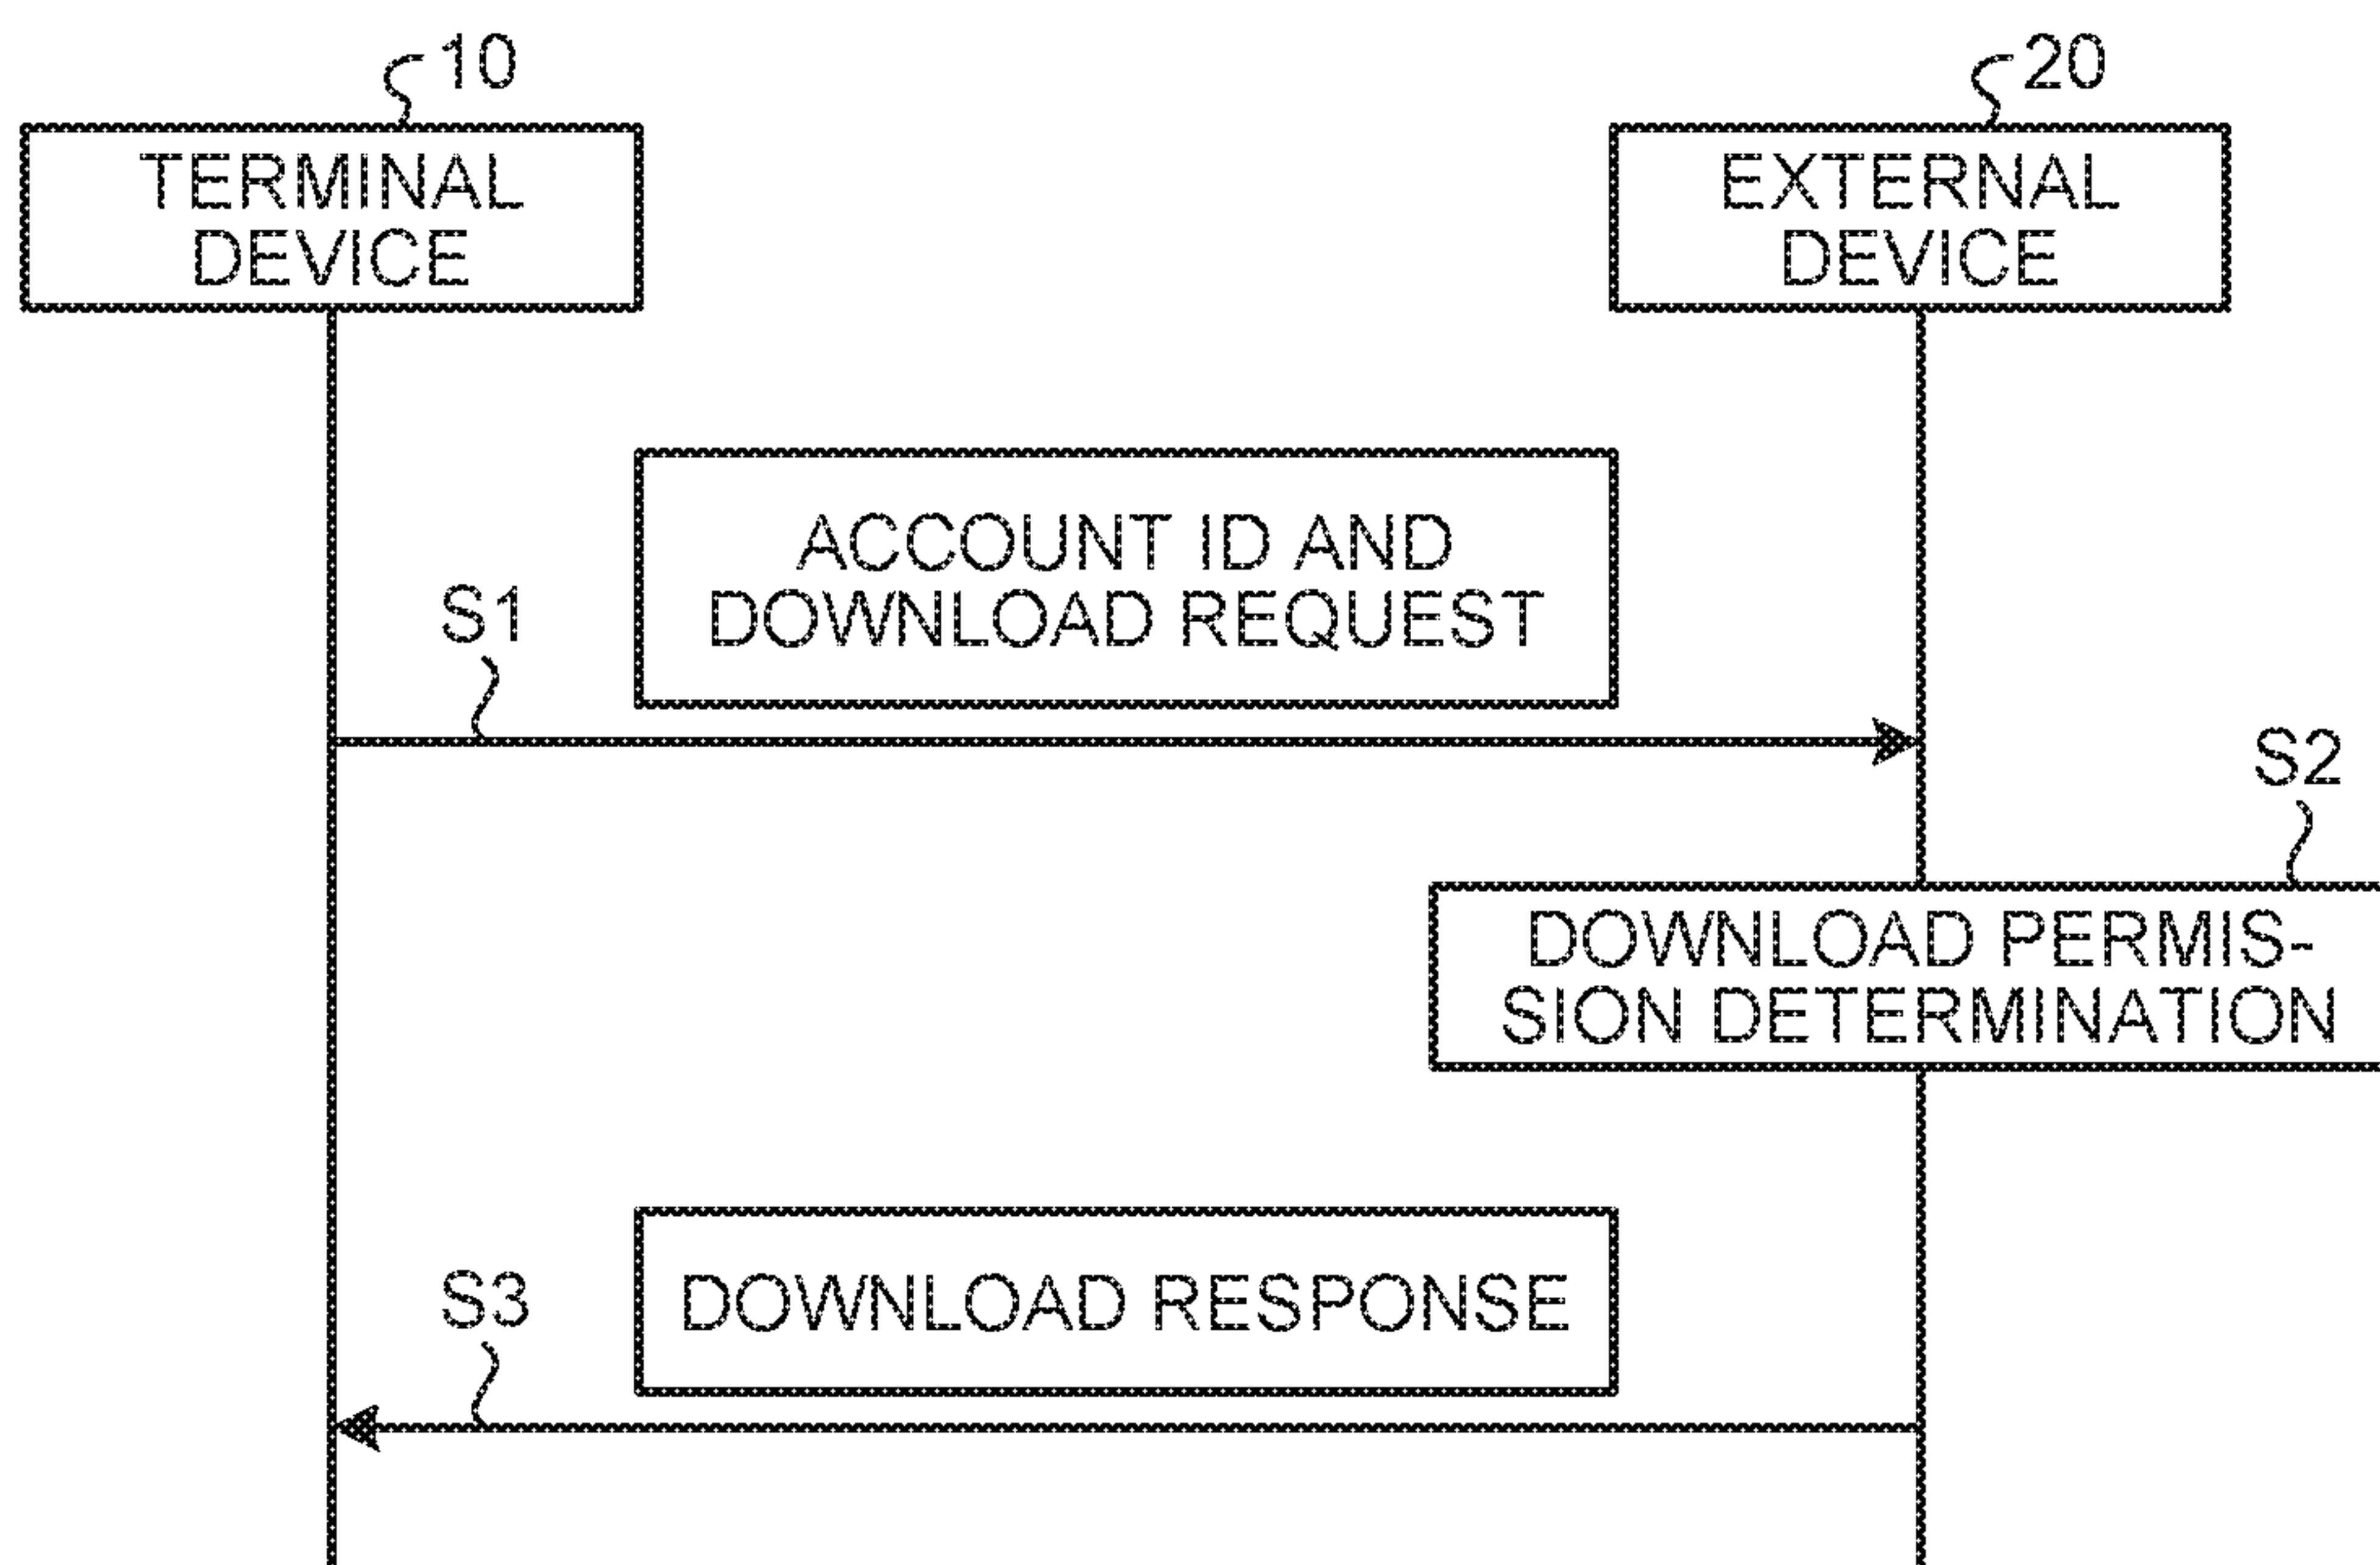 10
20
TERMINAL
DEVICE
EXTERNAL
DEVICE
ACCOUNT ID AND
DOWNLOAD REQUEST
S1
S2
DOWNLOAD PERMIS-
SION DETERMINATION
DOWNLOAD RESPONSE
S3